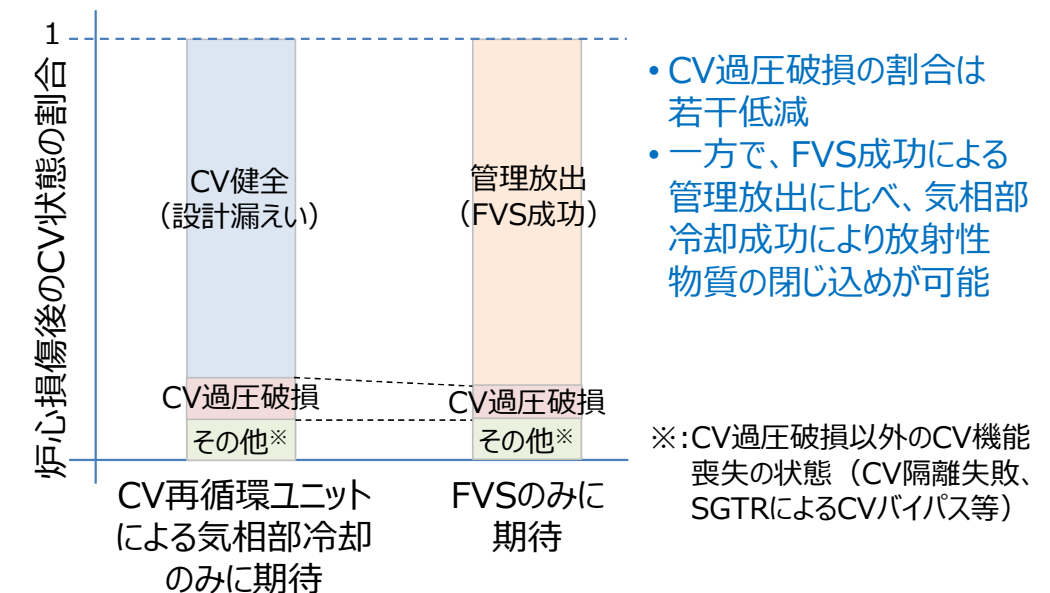 1
炉心損傷後のCV状態の割合
CV健全
（設計漏えい）
CV過圧破損
その他※
管理放出
（FVS成功）
CV過圧破損
その他※
CV再循環ユニット
による気相部冷却
のみに期待
FVSのみに
期待
• CV過圧破損の割合は
若干低減
• 一方で、FVS成功による
管理放出に比べ、気相部
冷却成功により放射性
物質の閉じ込めが可能
※:CV過圧破損以外のCV機能
喪失の状態（CV隔離失敗、
SGTRによるCVバイパス等）